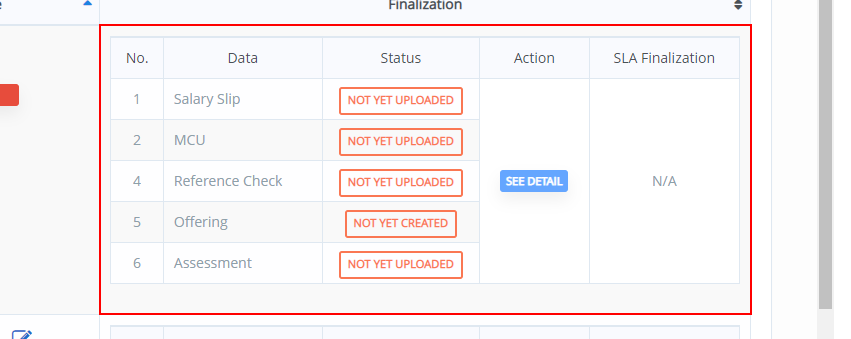 Finalization
No. Data Status Action SLA Finalization
1 Salary Slip NOT YET UPLOADED
2 MCU NOT YET UPLOADED
4 Reference Check NOT YET UPLOADED SEE DETAIL N/A
5 Offering NOT YET CREATED
6 Assessment NOT YET UPLOADED